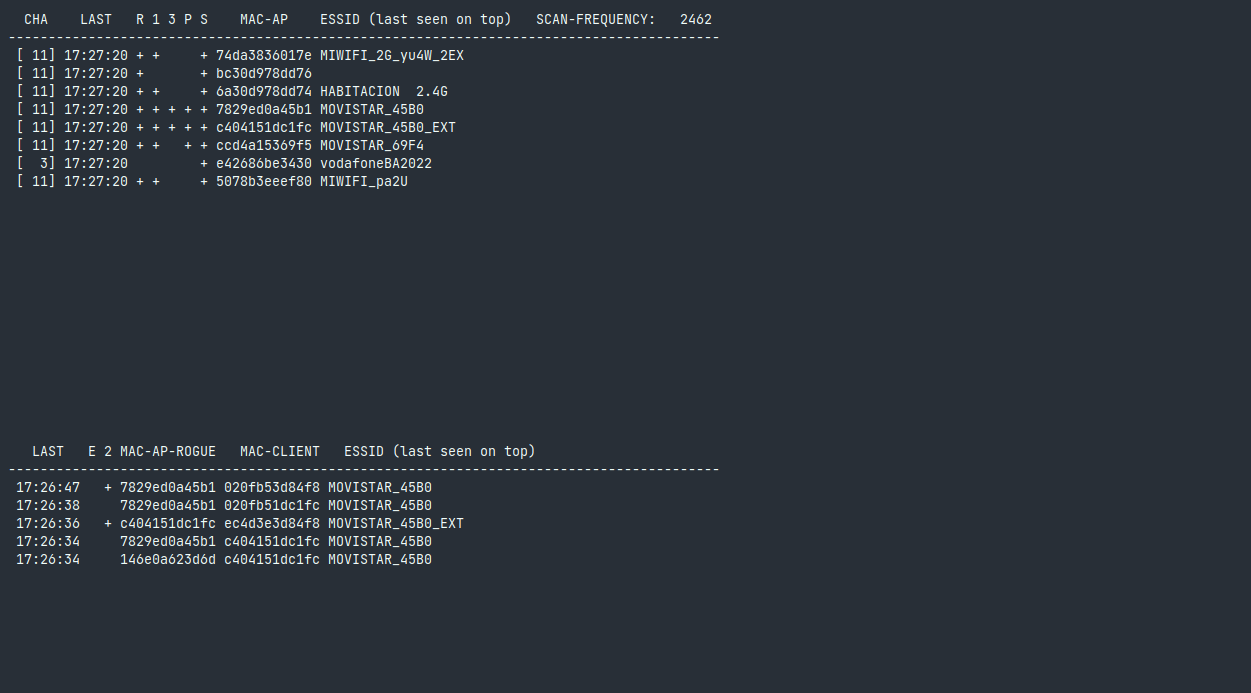 CHA    LAST   R 1 3 P S    MAC-AP    ESSID (last seen on top)   SCAN-FREQUENCY:   2462
-----------------------------------------------------------------------------------------
[ 11] 17:27:20 + +     + 74da3836017e MIWIFI_2G_yu4W_2EX
[ 11] 17:27:20 +       + bc30d978dd76
[ 11] 17:27:20 + +     + 6a30d978dd74 HABITACION  2.4G
[ 11] 17:27:20 + + + + + 7829ed0a45b1 MOVISTAR_45B0
[ 11] 17:27:20 + + + + + c404151dc1fc MOVISTAR_45B0_EXT
[ 11] 17:27:20 + +   + + ccd4a15369f5 MOVISTAR_69F4
[  3] 17:27:20         + e42686be3430 vodafoneBA2022
[ 11] 17:27:20 + +     + 5078b3eeef80 MIWIFI_pa2U
LAST   E 2 MAC-AP-ROGUE   MAC-CLIENT   ESSID (last seen on top)
-----------------------------------------------------------------------------------------
17:26:47   + 7829ed0a45b1 020fb53d84f8 MOVISTAR_45B0
17:26:38     7829ed0a45b1 020fb51dc1fc MOVISTAR_45B0
17:26:36   + c404151dc1fc ec4d3e3d84f8 MOVISTAR_45B0_EXT
17:26:34     7829ed0a45b1 c404151dc1fc MOVISTAR_45B0
17:26:34     146e0a623d6d c404151dc1fc MOVISTAR_45B0